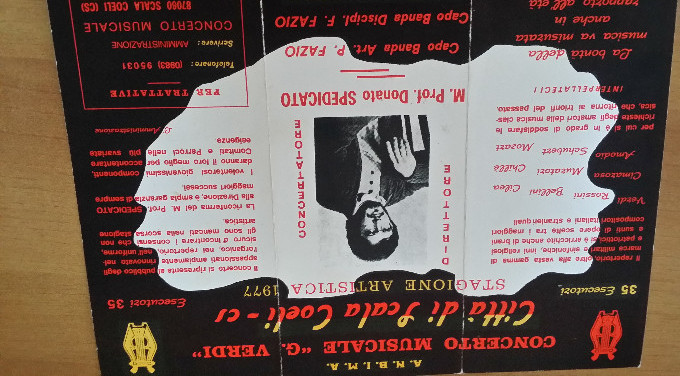 A. N. B. I. M. A.
CONCERTO MUSICALE "G. VERDI"
Città di Scala Coeli - cs
STAGIONE ARTISTICA 1977
35 Esecutori
Il repertorio, oltre alla vasta gamma di
marce militari e sinfoniche, inni religiosi
e patriottici si è arricchito anche di brani
e sunti di opere scelte tra i maggiori
compositori italiani e stranieri quali
Verdi Rossini Bellini Cilea
Cimarosa Muratori
Amodio Schubert Mozart
per cui si è in grado di soddisfare le
richieste degli amatori della musica clas-
sica, che ritorna ai trionfi del passato.
INTERPELLATECI!
La bontà della
musica va misurata
anche in
rapporto all'età
DIRETTORE
CONCERTATORE
M. Prof. Donato SPEDICATO
Capo Banda Art. P. FAZIO
Capo Banda Discipl. F. FAZIO
Esecutori 35
Il concerto si ripresenta al pubblico degli
appassionati ampliamente rinnovato nel-
l'organico, nel repertorio, nell'uniforme,
sicuro d'incontrare i consensi che non
gli sono mancati nella scorsa stagione
artistica.
La riconferma del M. Prof. SPEDICATO
alla Direzione, è ampia garanzia di sempre
maggiori successi.
I volenterosi giovanissimi componenti,
daranno il loro meglio per accontentare
Comitati e Parroci nelle più svariate
esigenze
La Amministrazione
PER TRATTATIVE
Telefonare: (0983) 95031
Scrivere: AMMINISTRAZIONE
CONCERTO MUSICALE
87060 SCALA COELI (CS)